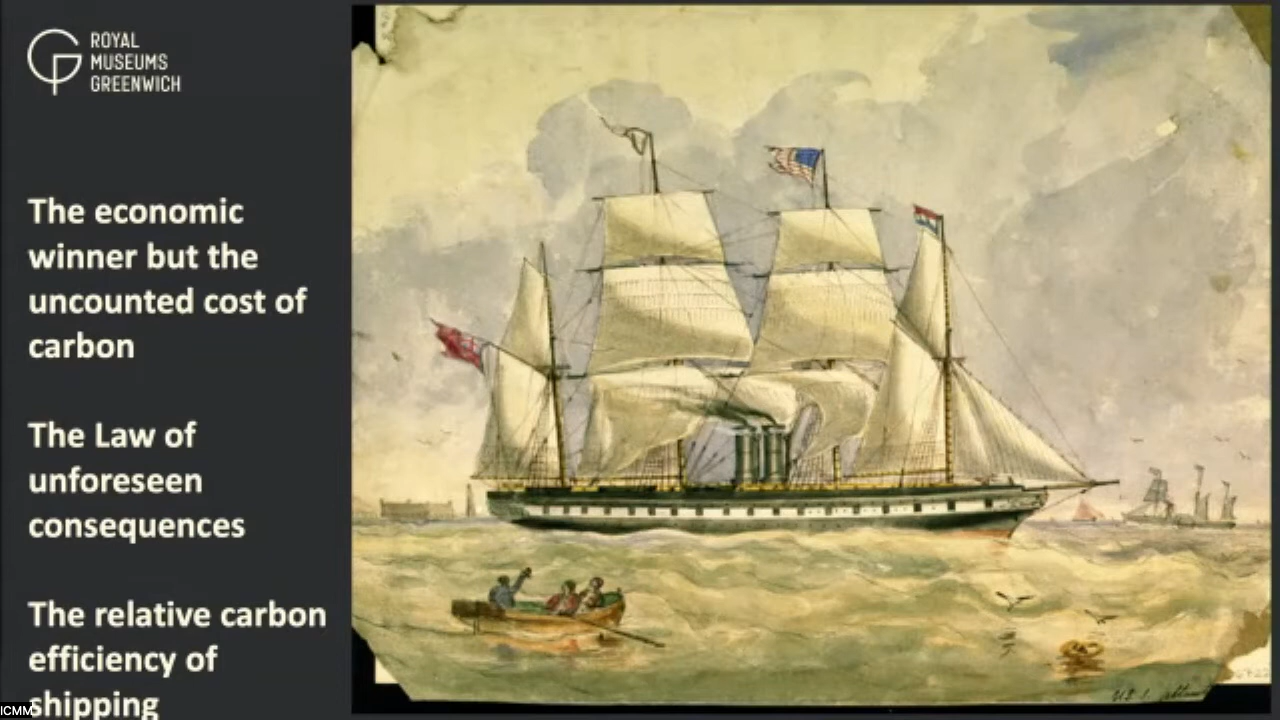 ROYAL
MUSEUMS
GREENWICH
The economic
winner but the
uncounted cost of
carbon
The Law of
unforeseen
consequences
The relative carbon
efficiency of
shipping
ICMM